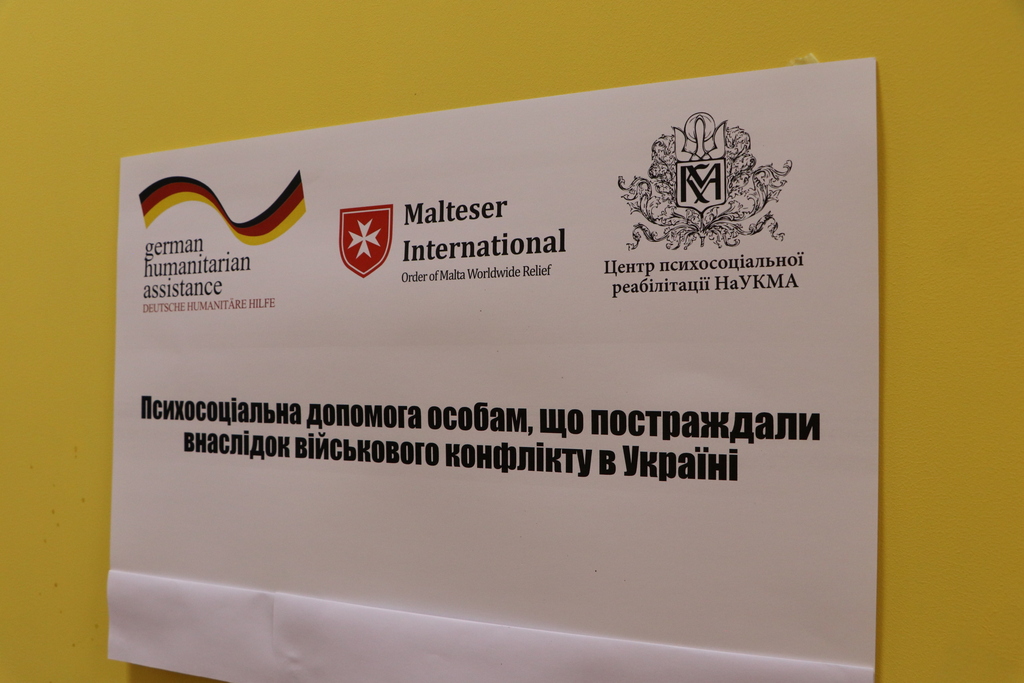 german
humanitarian
assistance
DEUTSCHE HUMANITÄRE HILFE
Malteser
International
Order of Malta Worldwide Relief
КМА
Центр психосоціальної
реабілітації НаУКМА
Психосоціальна допомога особам, що постраждали
внаслідок військового конфлікту в Україні